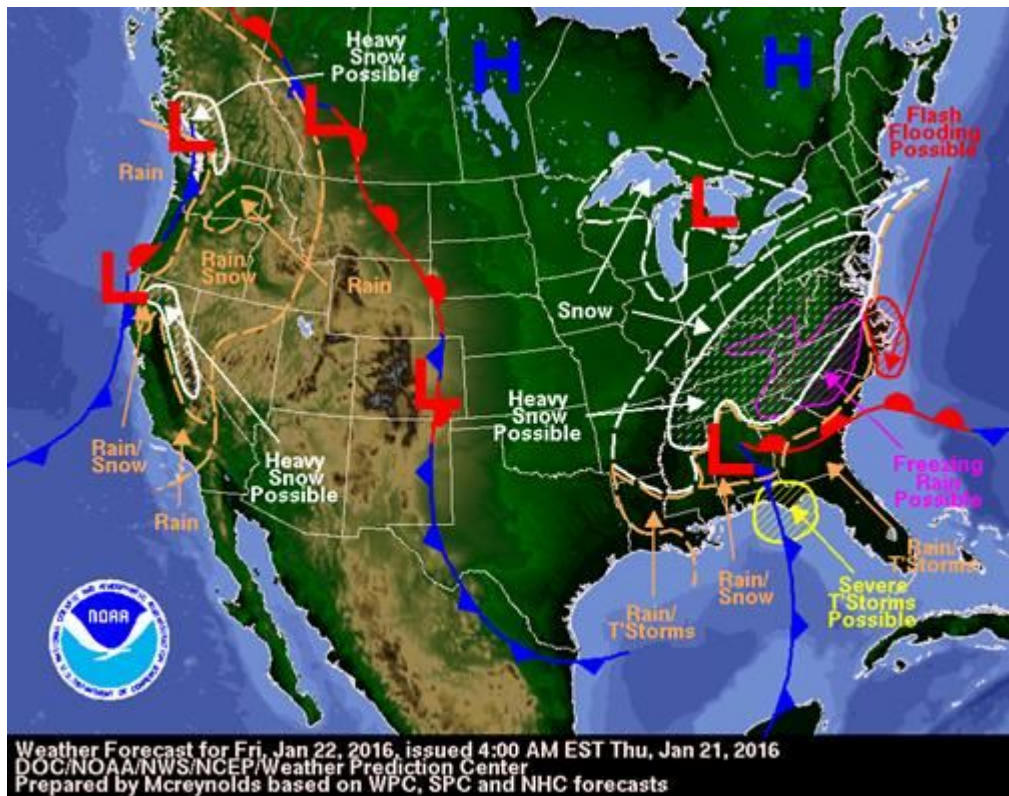 Heavy
Snow
Possible
H
H
L
L
Flash
Flooding
Possible
Rain
L
Rain/
Snow
Rain
L
Snow
L
Heavy
Snow
Possible
Rain/
Snow
Heavy
Snow
Possible
L
Freezing
Rain
Possible
Rain
Rain/
T'Storms
Rain/
Snow
Severe
T'Storms
Possible
Rain/
T'Storms
NOAA
Weather Forecast for Fri, Jan 22, 2016, issued 4:00 AM EST Thu, Jan 21, 2016
DOC/NOAA/NWS/NCEP/Weather Prediction Center
Prepared by Mcreynolds based on WPC, SPC and NHC forecasts